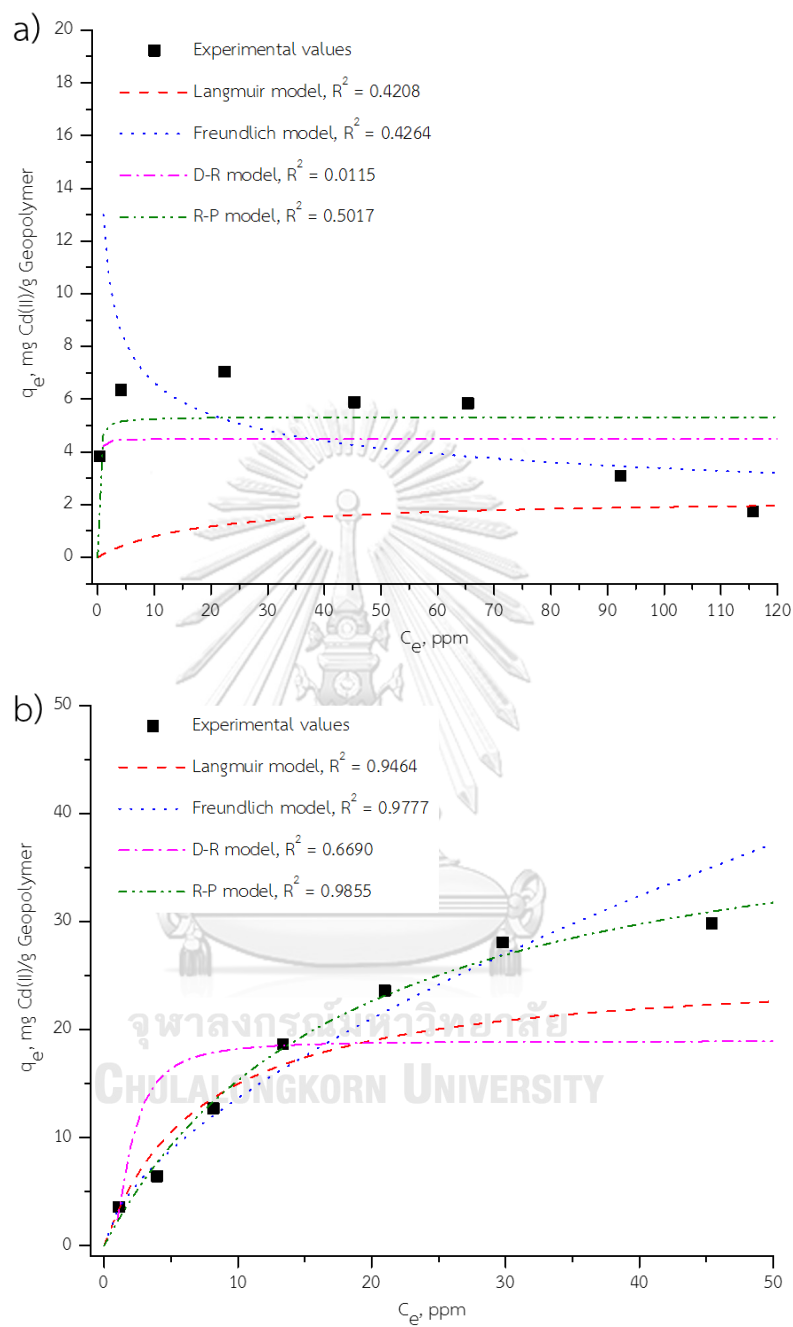 a)
Experimental values
Langmuir model, R² = 0.4208
Freundlich model, R² = 0.4264
D-R model, R² = 0.0115
R-P model, R² = 0.5017
qₑ, mg Cd(II)/g Geopolymer
20
18
16
14
12
10
8
6
4
2
0
0 10 20 30 40 50 60 70 80 90 100 110 120
Cₑ, ppm
b)
Experimental values
Langmuir model, R² = 0.9464
Freundlich model, R² = 0.9777
D-R model, R² = 0.6690
R-P model, R² = 0.9855
qₑ, mg Cd(II)/g Geopolymer
50
40
30
20
10
0
0 10 20 30 40 50
Cₑ, ppm
จุฬาลงกรณ์มหาวิทยาลัย
CHULALONGKORN UNIVERSITY